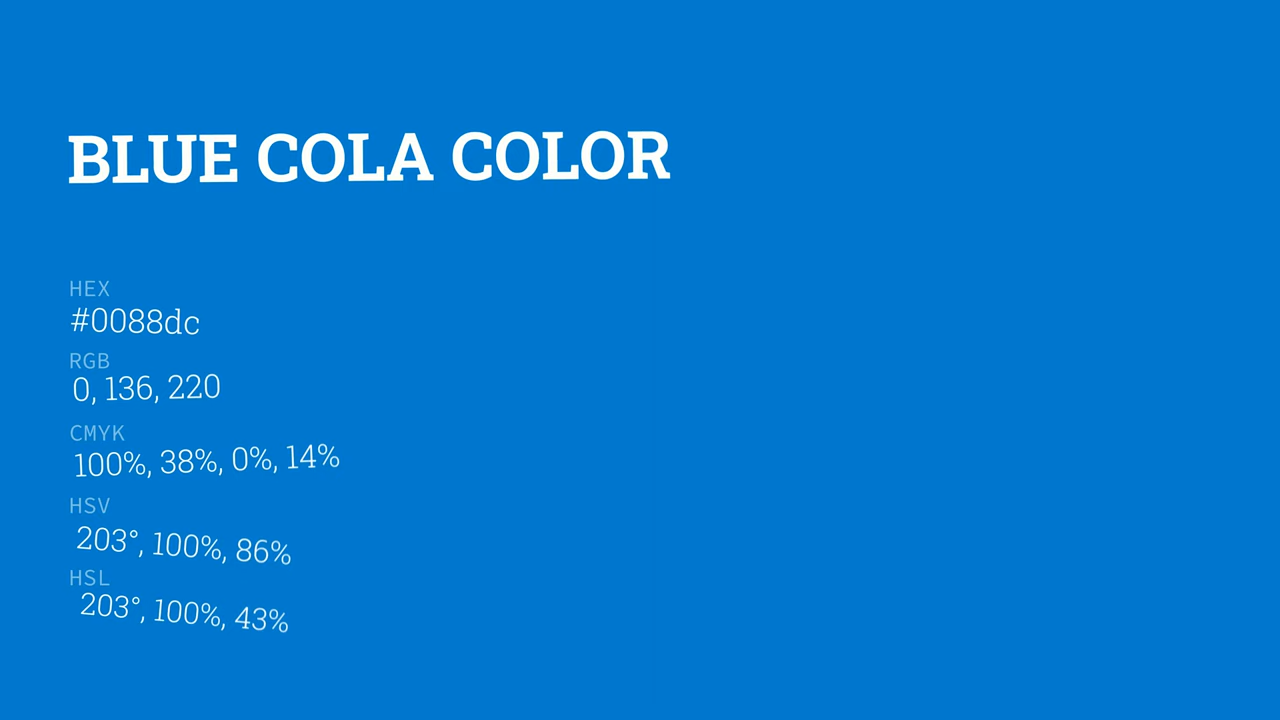 BLUE COLA COLOR
HEX
#0088dc
RGB
0, 136, 220
CMYK
100%, 38%, 0%, 14%
HSV
203°, 100%, 86%
HSL
203°, 100%, 43%